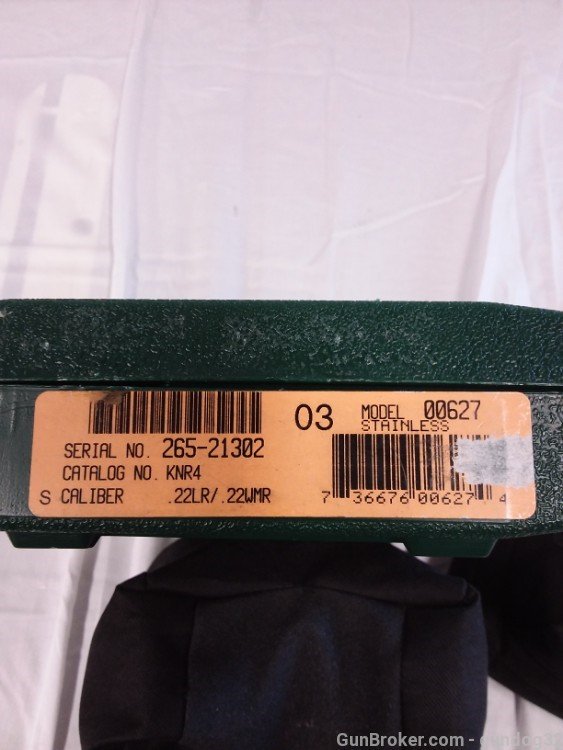 03 MODEL 00627
STAINLESS
SERIAL NO. 265-21302
CATALOG NO. KNR4
S CALIBER .22LR/.22WMR
7 36676 00627 4
GunBroker.com